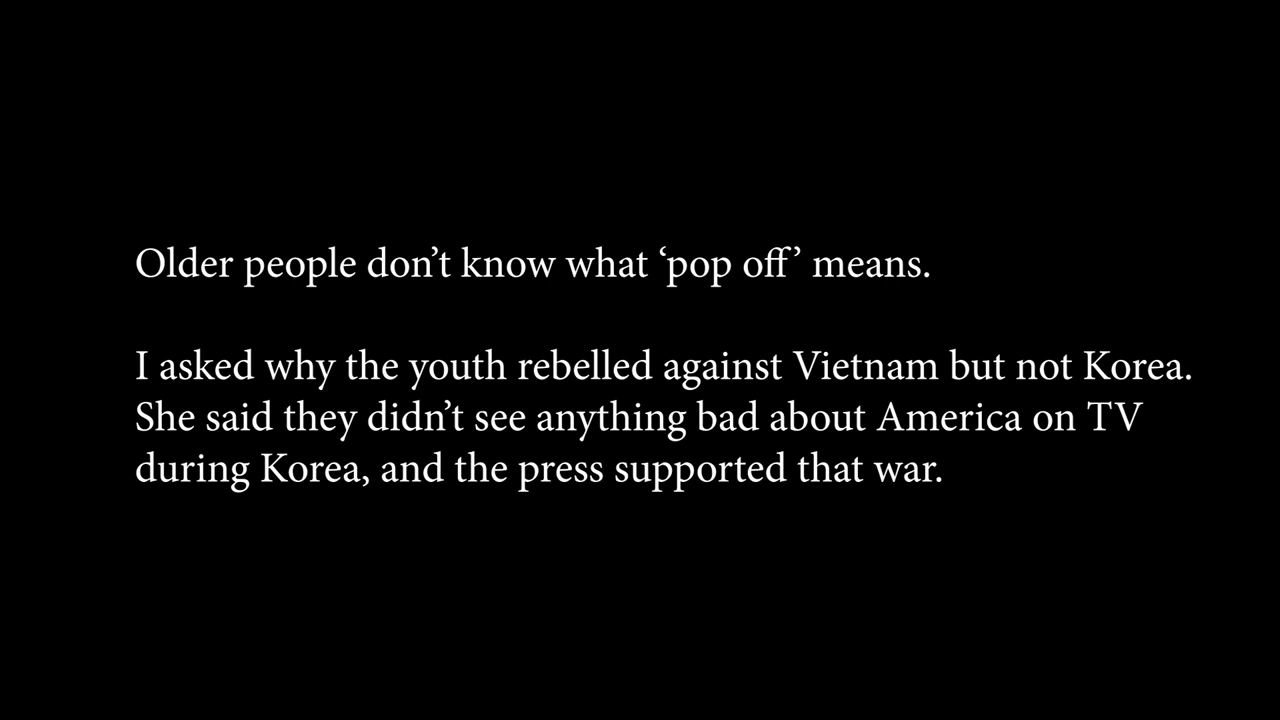 Older people don’t know what ‘pop off’ means.
I asked why the youth rebelled against Vietnam but not Korea.
She said they didn’t see anything bad about America on TV
during Korea, and the press supported that war.